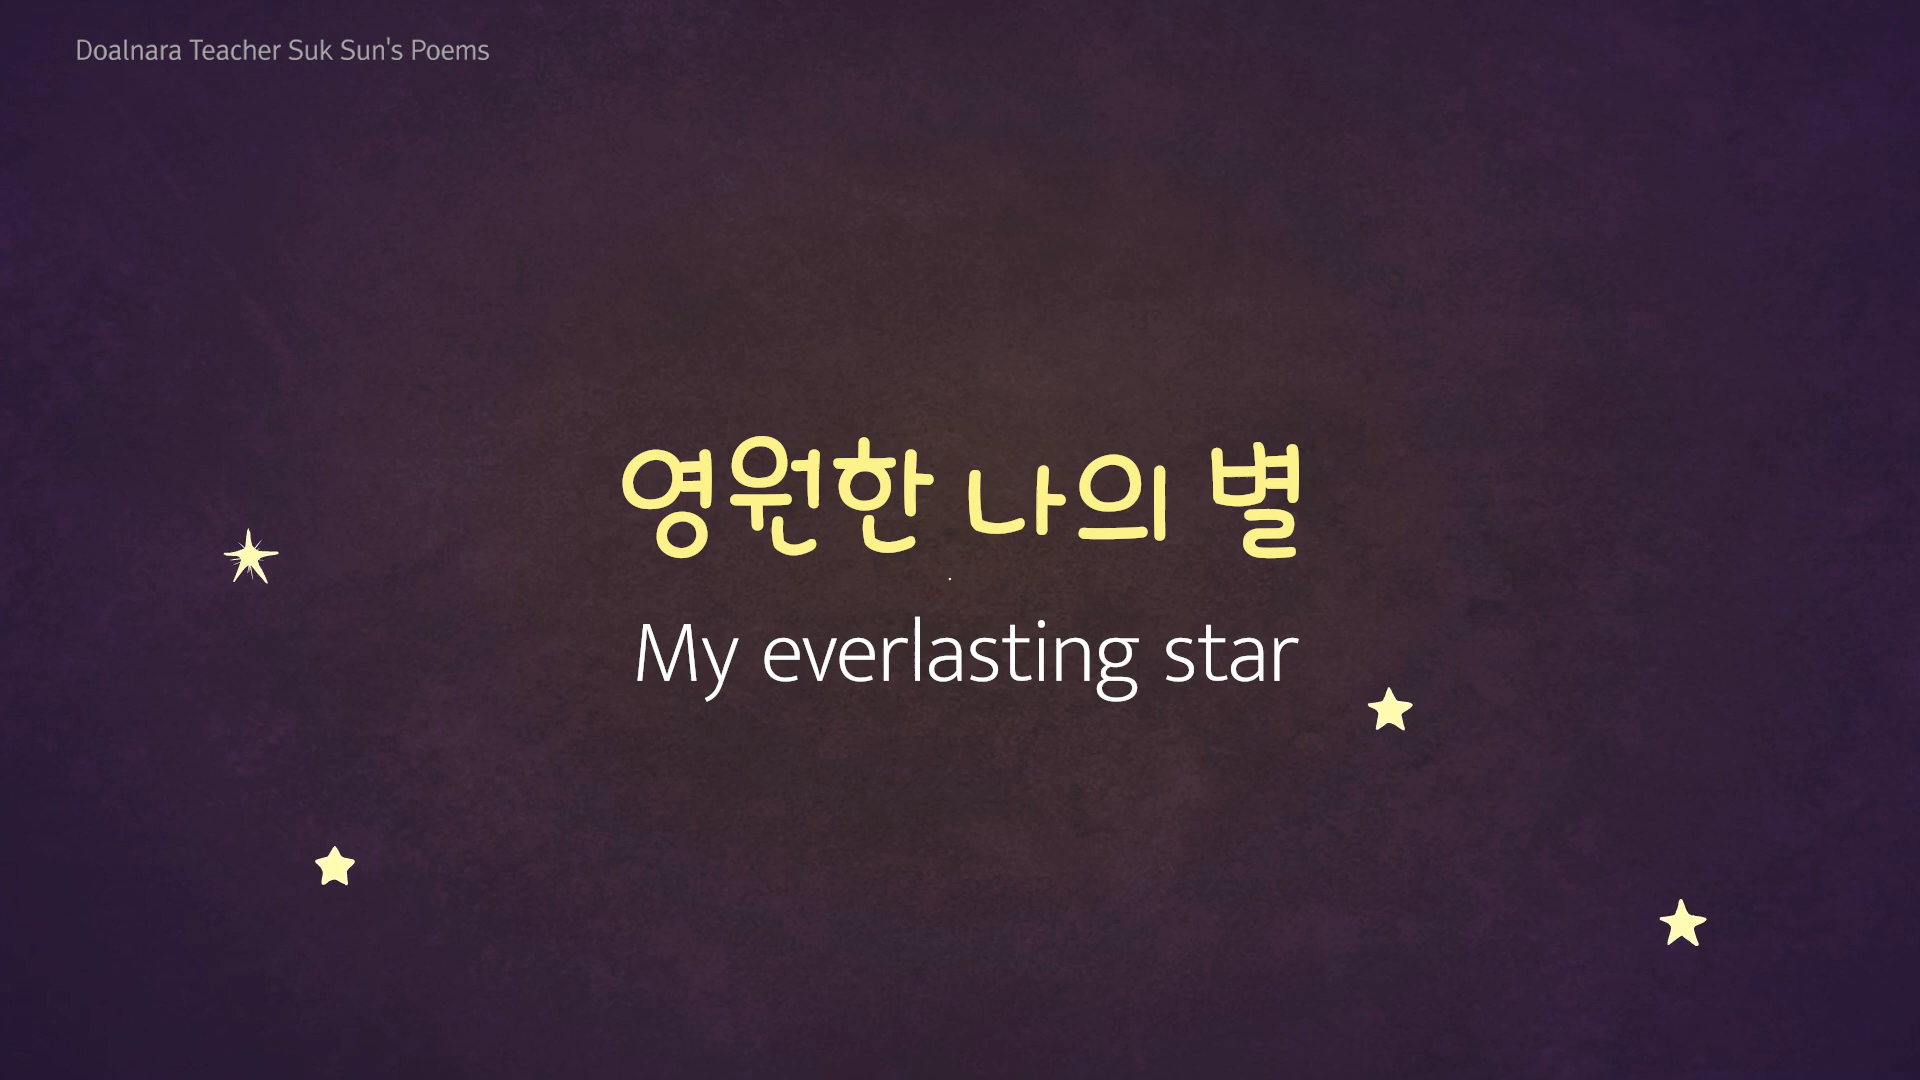 Doalnara Teacher Suk Sun's Poems
영원한 나의 별
My everlasting star